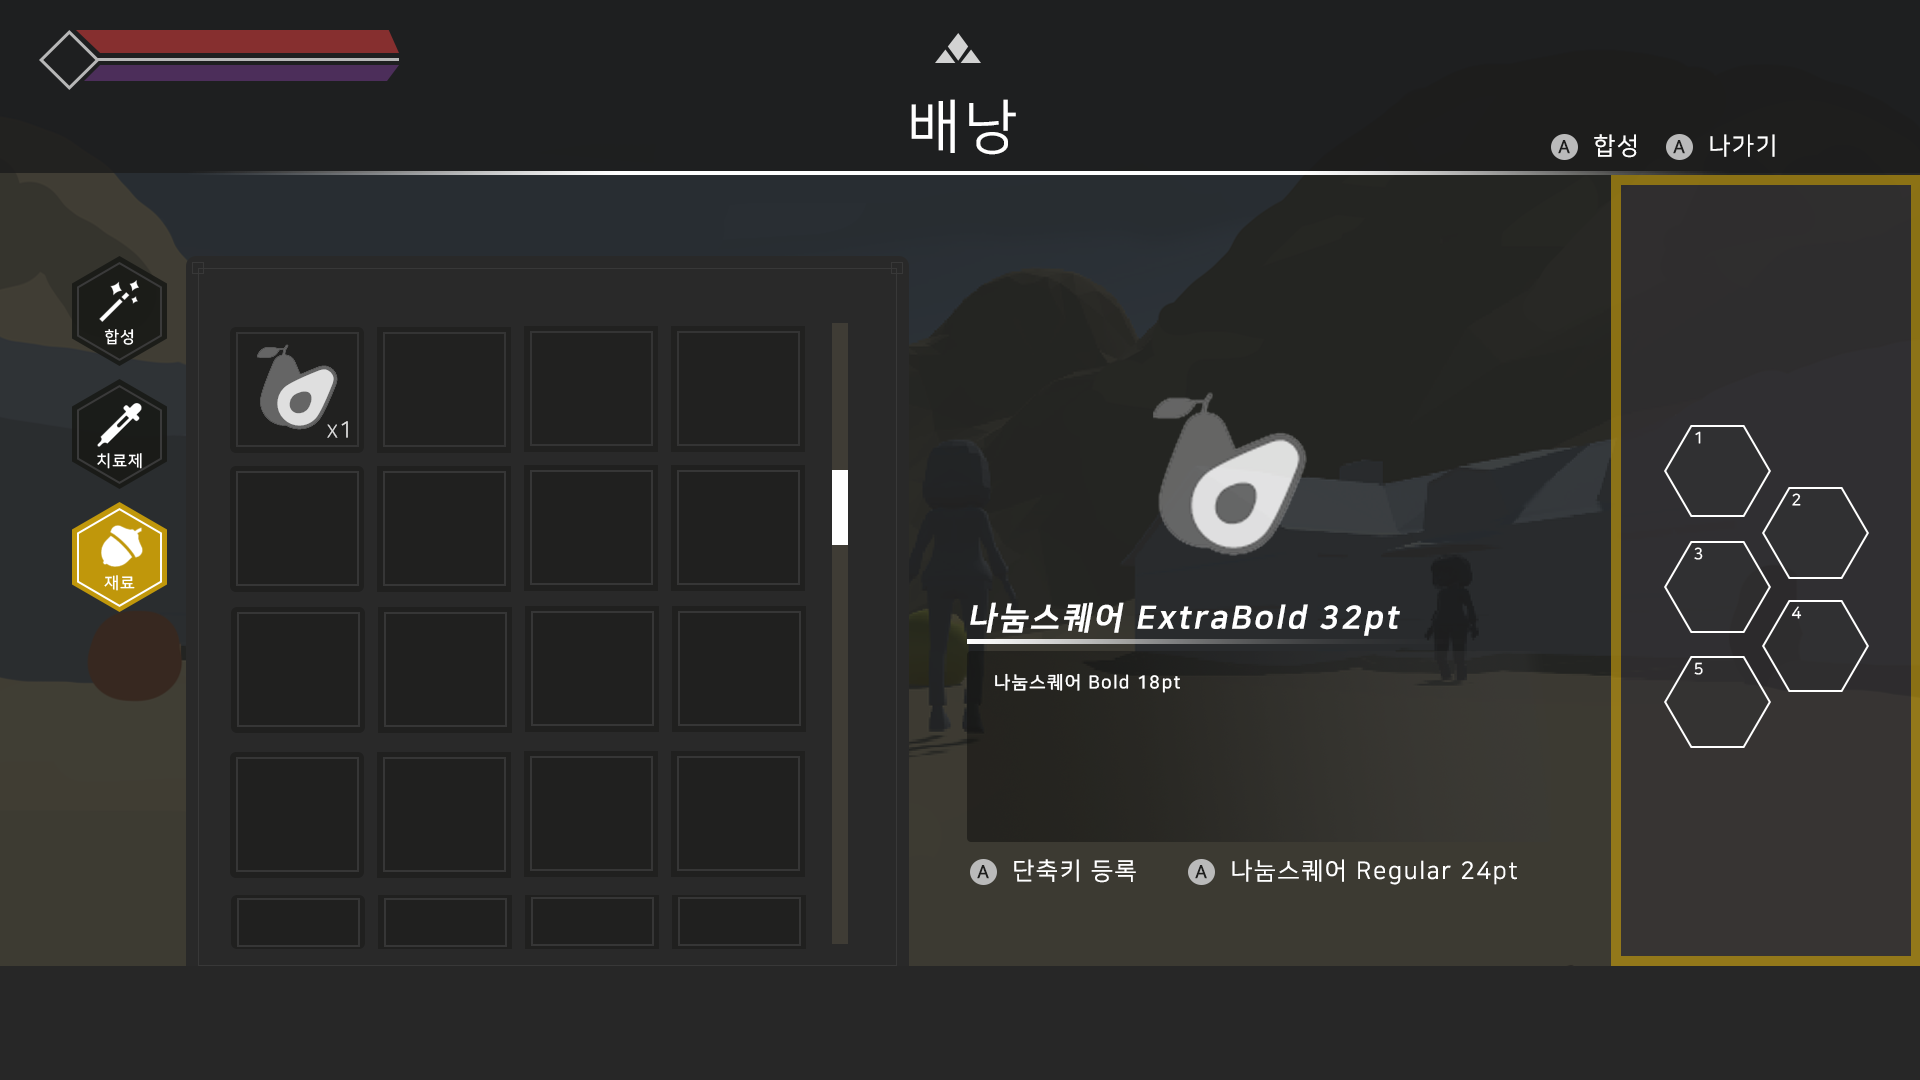 배낭
A 합성 A 나가기
합성
치료제
재료
x1
나눔스퀘어 ExtraBold 32pt
나눔스퀘어 Bold 18pt
A 단축키 등록 A 나눔스퀘어 Regular 24pt
1
2
3
4
5